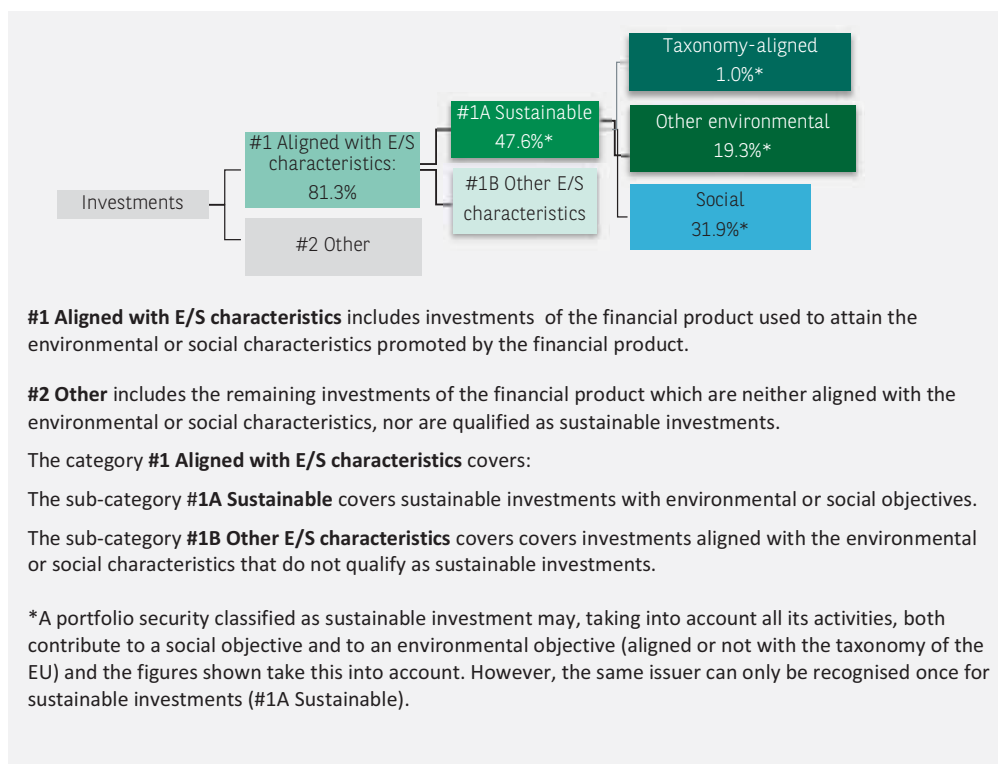 Taxonomy-aligned
1.0%*
#1A Sustainable
47.6%*
Other environmental
19.3%*
#1 Aligned with E/S
characteristics:
81.3%
#1B Other E/S
characteristics
Investments
Social
31.9%*
#2 Other
#1 Aligned with E/S characteristics includes investments of the financial product used to attain the
environmental or social characteristics promoted by the financial product.
#2 Other includes the remaining investments of the financial product which are neither aligned with the
environmental or social characteristics, nor are qualified as sustainable investments.
The category #1 Aligned with E/S characteristics covers:
The sub-category #1A Sustainable covers sustainable investments with environmental or social objectives.
The sub-category #1B Other E/S characteristics covers covers investments aligned with the environmental
or social characteristics that do not qualify as sustainable investments.
*A portfolio security classified as sustainable investment may, taking into account all its activities, both
contribute to a social objective and to an environmental objective (aligned or not with the taxonomy of the
EU) and the figures shown take this into account. However, the same issuer can only be recognised once for
sustainable investments (#1A Sustainable).